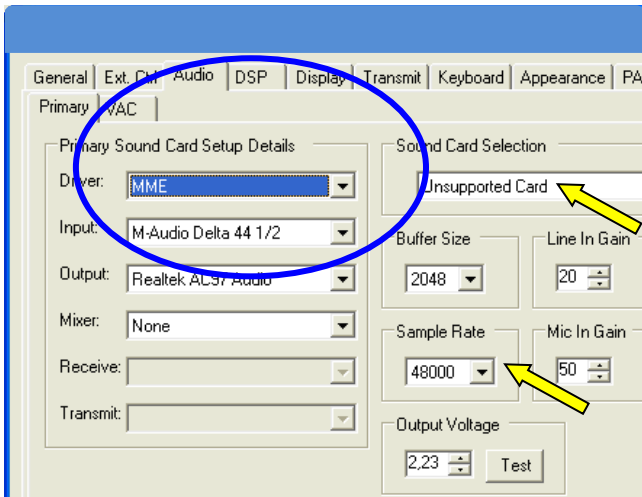 General Ext. Ctrl Audio DSP Display Transmit Keyboard Appearance PA
Primary VAC
Primary Sound Card Setup Details
Driver: MME
Input: M-Audio Delta 44 1/2
Output: Realtek AC97 Audio
Mixer: None
Receive:
Transmit:
Sound Card Selection
Unsupported Card
Buffer Size Line In Gain
2048 20
Sample Rate Mic In Gain
48000 50
Output Voltage
2,23 Test